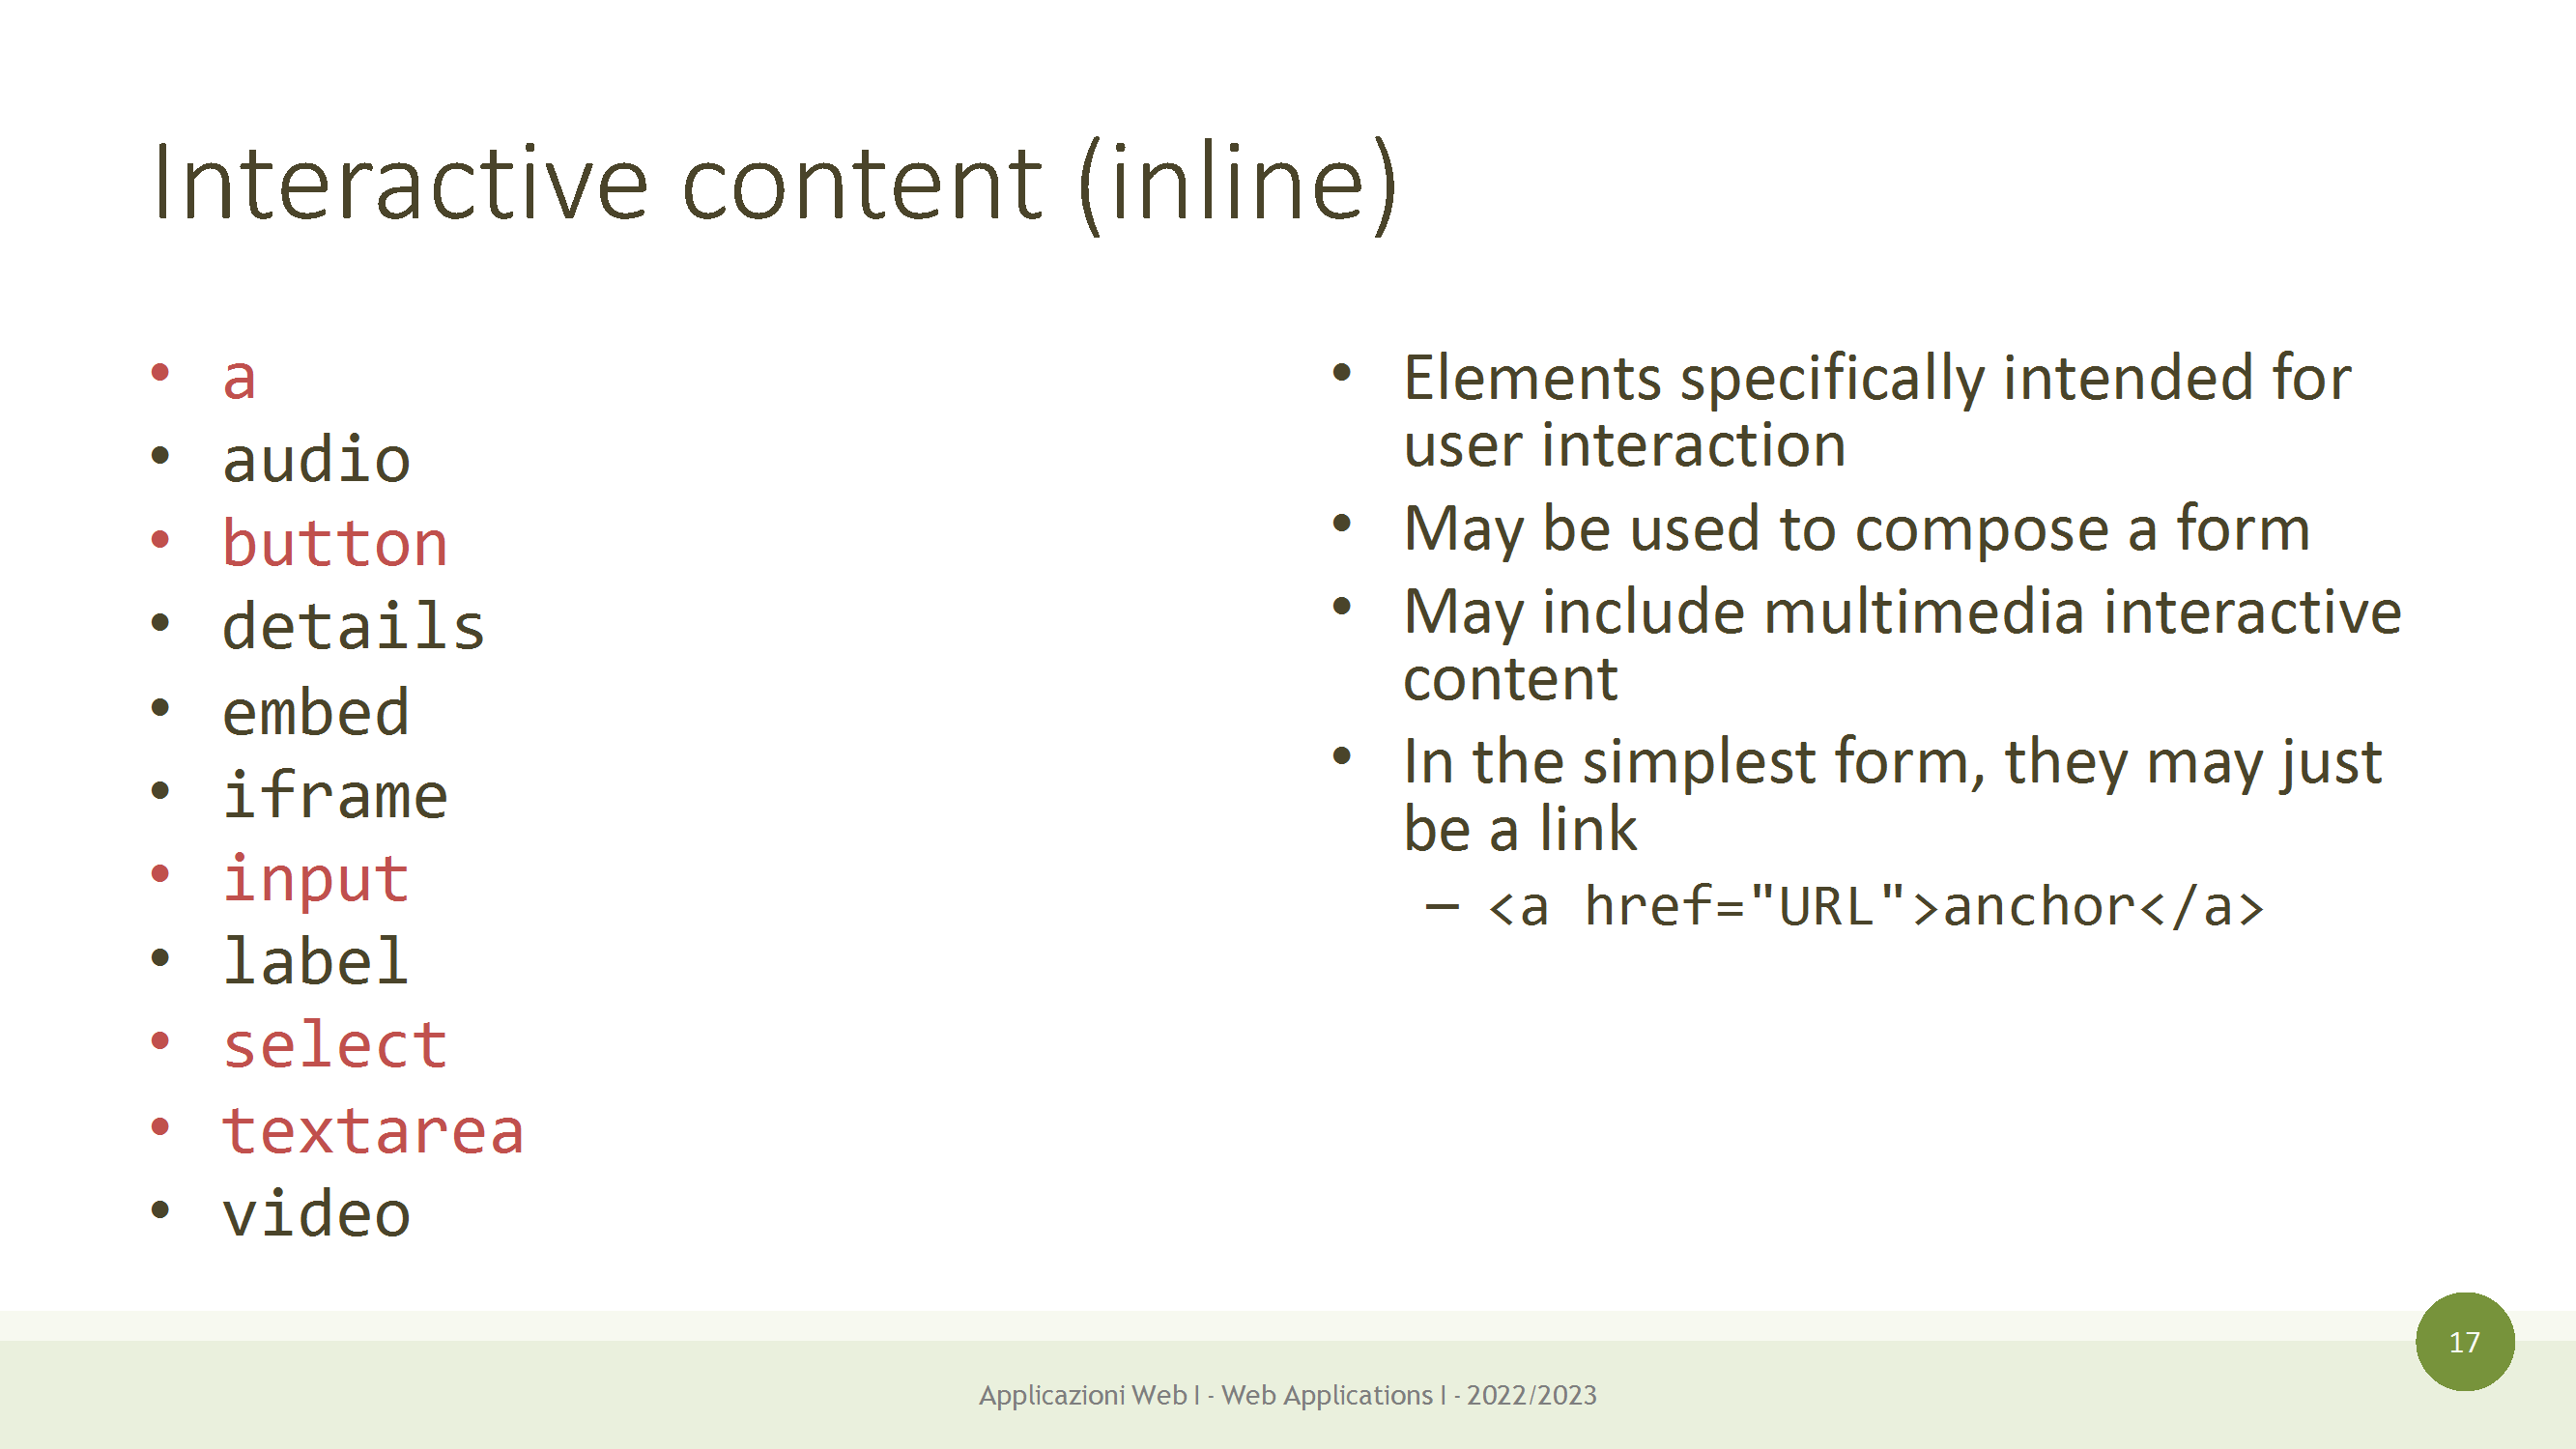 Interactive content (inline)
• a
• audio
• button
• details
• embed
• iframe
• input
• label
• select
• textarea
• video
• Elements specifically intended for
user interaction
• May be used to compose a form
• May include multimedia interactive
content
• In the simplest form, they may just
be a link
– <a href="URL">anchor</a>
17
Applicazioni Web I - Web Applications I - 2022/2023